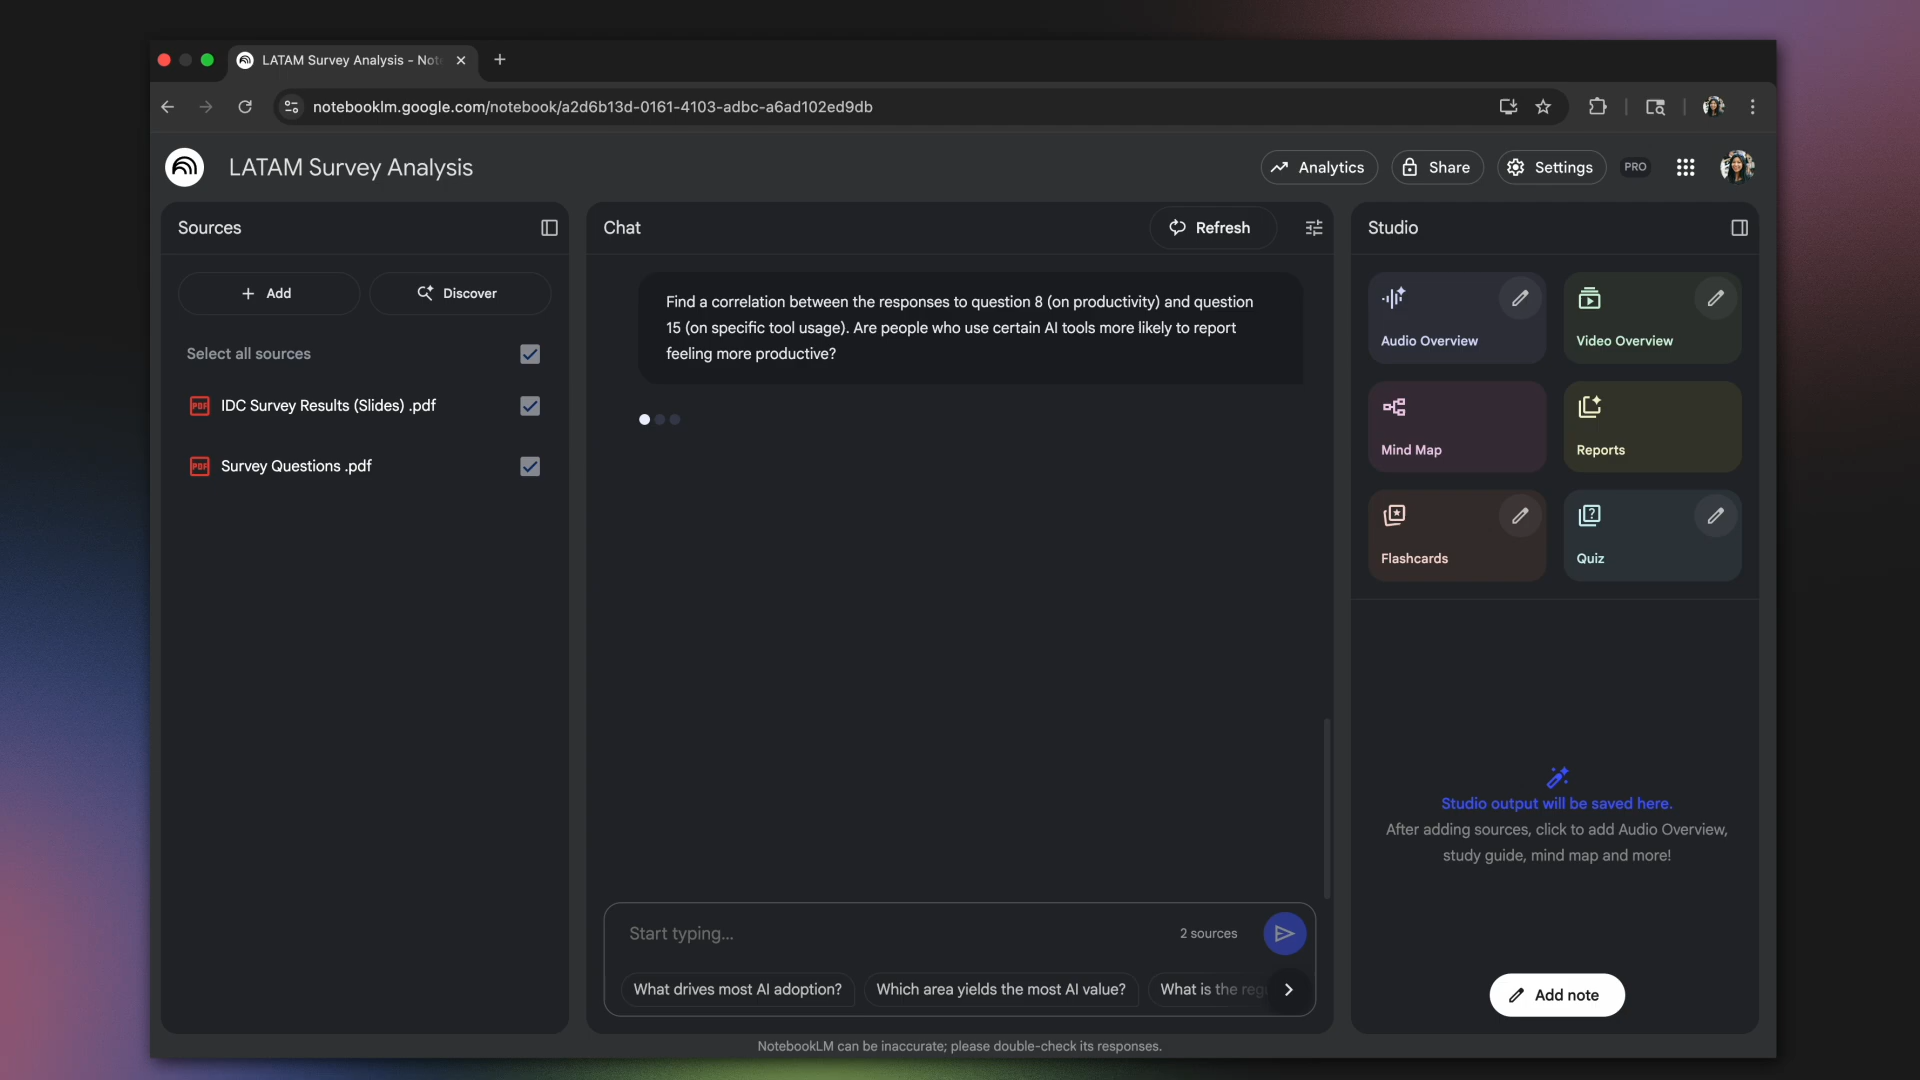 LATAM Survey Analysis - Not
notebooklm.google.com/notebook/a2d6b13d-0161-4103-adbc-a6ad102ed9db
LATAM Survey Analysis
Analytics
Share
Settings
PRO
Sources
Add
Discover
Select all sources
PDF
IDC Survey Results (Slides) .pdf
PDF
Survey Questions .pdf
Chat
Refresh
Find a correlation between the responses to question 8 (on productivity) and question
15 (on specific tool usage). Are people who use certain AI tools more likely to report
feeling more productive?
Start typing...
2 sources
What drives most AI adoption?
Which area yields the most AI value?
What is the reg
NotebookLM can be inaccurate; please double-check its responses.
Studio
Audio Overview
Video Overview
Mind Map
Reports
Flashcards
Quiz
Studio output will be saved here.
After adding sources, click to add Audio Overview,
study guide, mind map and more!
Add note